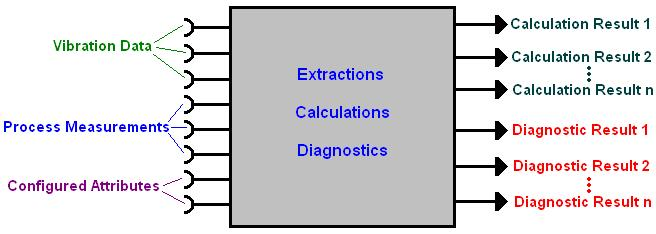 Vibration Data
Process Measurements
Configured Attributes
Extractions
Calculations
Diagnostics
Calculation Result 1
Calculation Result 2
Calculation Result n
Diagnostic Result 1
Diagnostic Result 2
Diagnostic Result n